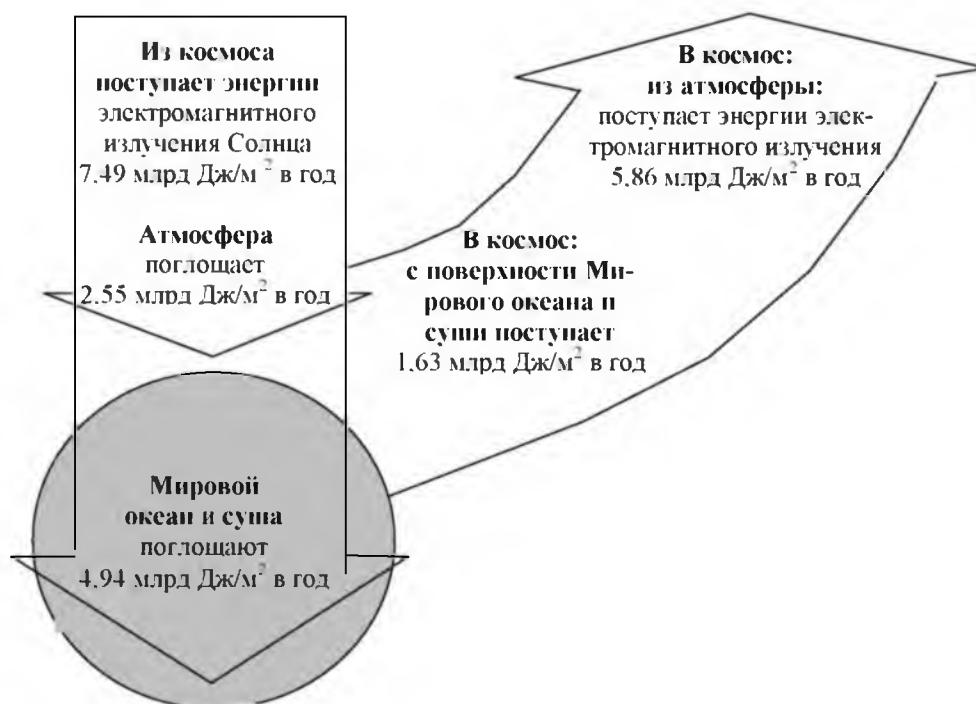 Из космоса
поступает энергии
электромагнитного
излучения Солнца
7.49 млрд Дж/м² в год
Атмосфера
поглощает
2.55 млрд Дж/м² в год
Мировой
океан и суша
поглощают
4.94 млрд Дж/м² в год
В космос:
с поверхности Ми-
рового океана и
суши поступает
1.63 млрд Дж/м² в год
В космос:
из атмосферы:
поступает энергии элек-
тромагнитного излучения
5.86 млрд Дж/м² в год